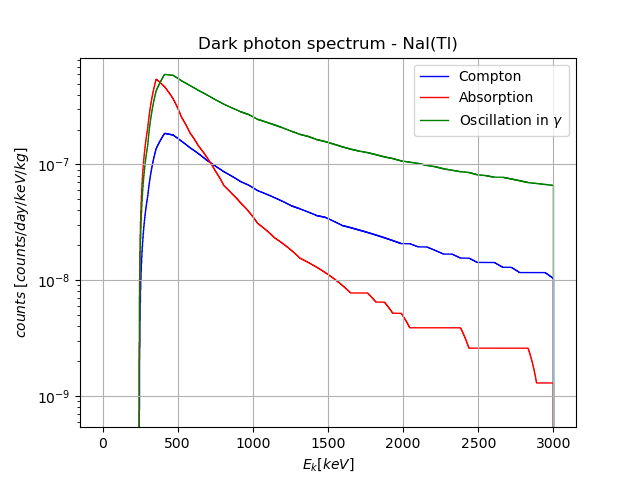 Dark photon spectrum - NaI(Tl)
Compton
Absorption
Oscillation in γ
counts [counts/day/keV/kg]
10⁻⁷
10⁻⁸
10⁻⁹
0 500 1000 1500 2000 2500 3000
E_k[keV]